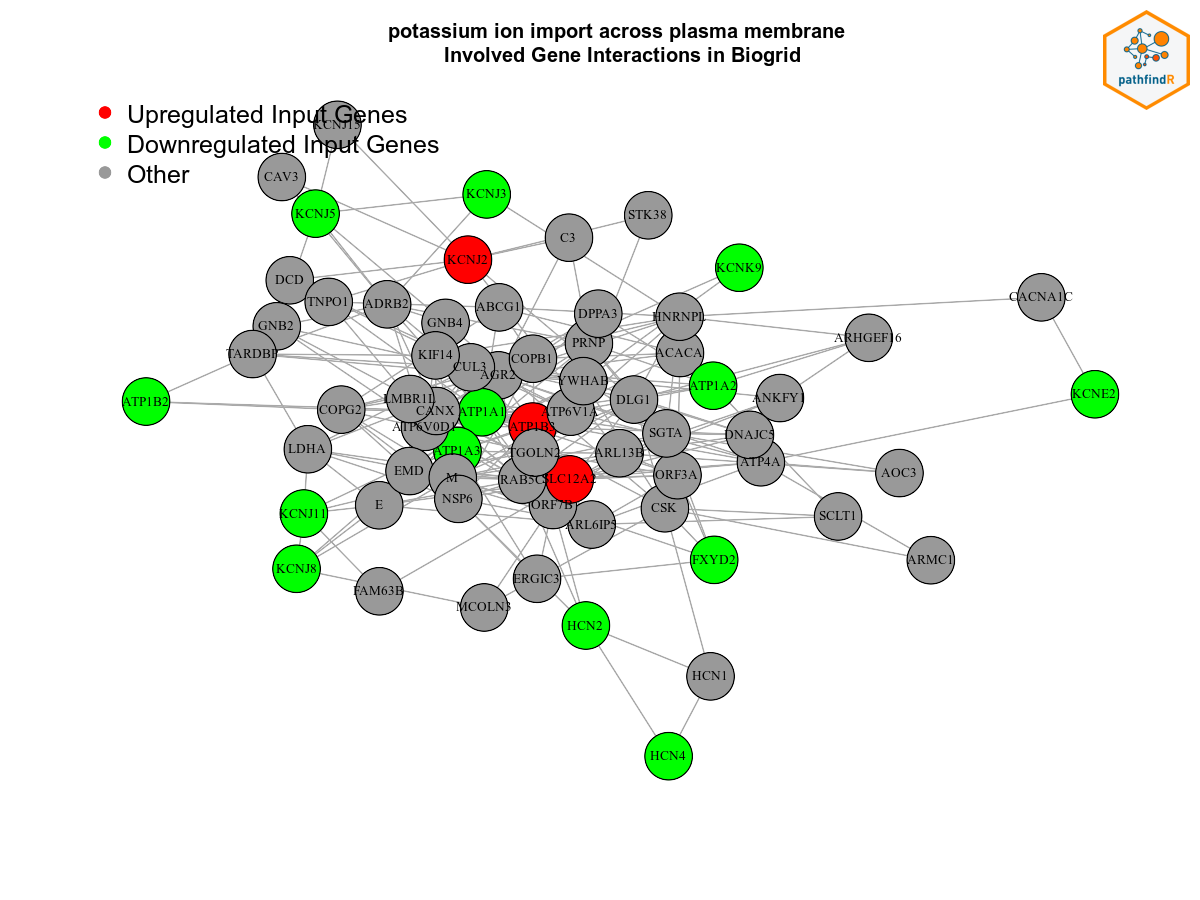 potassium ion import across plasma membrane
Involved Gene Interactions in Biogrid
pathfindR
Upregulated Input Genes
Downregulated Input Genes
Other
KCNJ15
CAV3
KCNJ5
KCNJ3
STK38
C3
KCNJ2
KCNK9
DCD
TNPO1
ADRB2
ABCG1
CACNA1C
GNB2
GNB4
DPPA3
HNRNPL
ARHGEF16
TARDBP
KIF14
CUL3
COPB1
PRNP
ACACA
AGR2
YWHAB
ATP1A2
ANKFY1
KCNE2
ATP1B2
COPG2
LMBRL1
CANX
ATP6V0D1
ATP1A1
ATP1B3
ATP6V1A
DLG1
SGTA
DNAJC5
LDHA
ATP1A3
TGOLN2
ARL13B
ATP4A
AOC3
EMD
M
RAB5C
SLC12A2
ORF3A
NSP6
E
ORF7B
CSK
KCNJ11
ARL6IP5
SCLT1
KCNJ8
FAM63B
ERGIC3
FXYD2
ARMC1
MCOLN3
HCN2
HCN1
HCN4